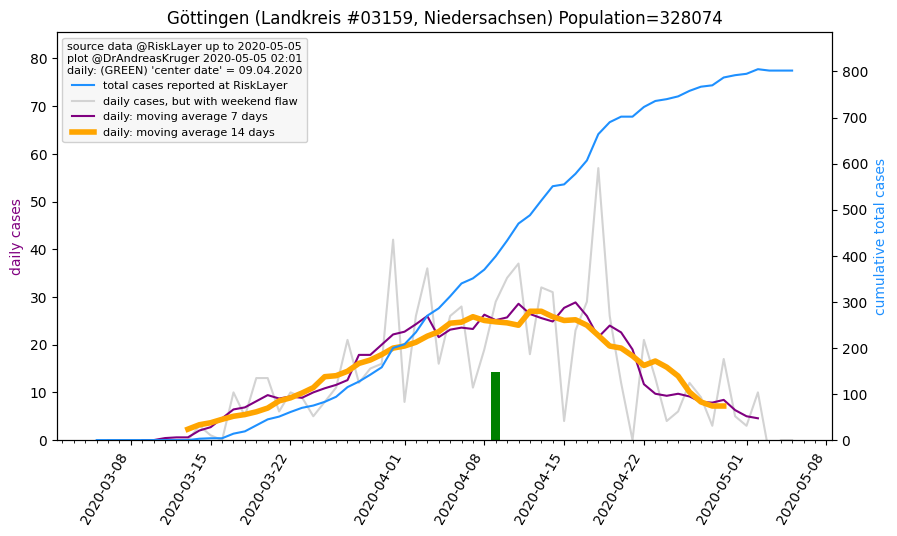 Göttingen (Landkreis #03159, Niedersachsen) Population=328074
source data @RiskLayer up to 2020-05-05
plot @DrAndreasKruger 2020-05-05 02:01
daily: (GREEN) 'center date' = 09.04.2020
total cases reported at RiskLayer
daily cases, but with weekend flaw
daily: moving average 7 days
daily: moving average 14 days
daily cases
80
70
60
50
40
30
20
10
0
800
700
600
500
400
300
200
100
0
cumulative total cases
2020-03-08
2020-03-15
2020-03-22
2020-04-01
2020-04-08
2020-04-15
2020-04-22
2020-05-01
2020-05-08